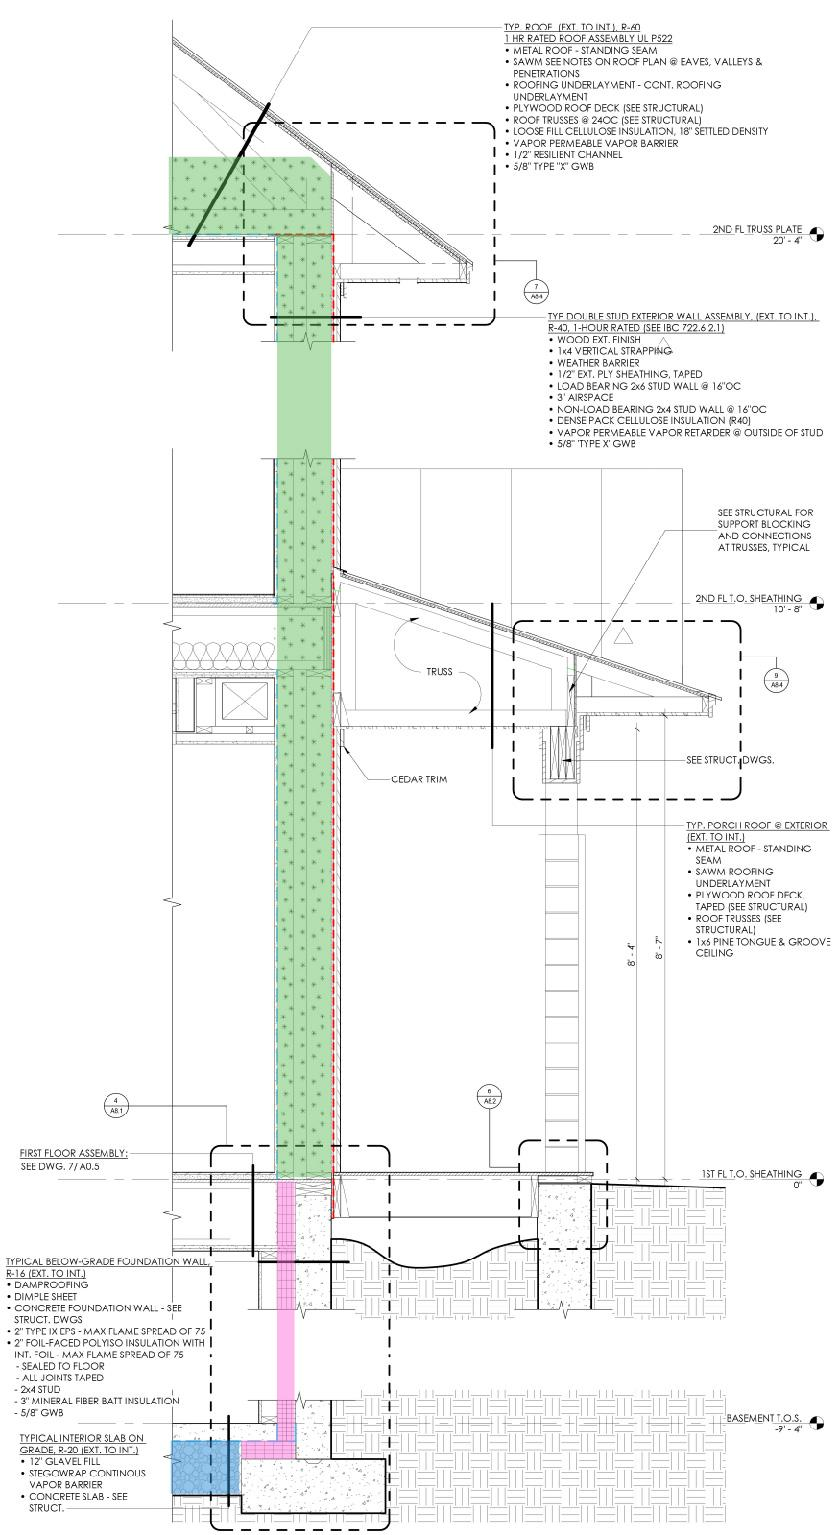 TYP. ROOF (EXT. TO INT.), R-60
1 HR RATED ROOF ASSEMBLY UL P522
• METAL ROOF - STANDING SEAM
• SAWM SEE NOTES ON ROOF PLAN @ EAVES, VALLEYS &
PENETRATIONS
• ROOFING UNDERLAYMENT - CONT. ROOFING
UNDERLAYMENT
• PLYWOOD ROOF DECK (SEE STRUCTURAL)
• ROOF TRUSSES @ 24OC (SEE STRUCTURAL)
• LOOSE FILL CELLULOSE INSULATION, 18" SETTLED DENSITY
• VAPOR PERMEABLE VAPOR BARRIER
• 1/2" RESILIENT CHANNEL
• 5/8" TYPE "X" GWB
2ND FL TRUSS PLATE
20' - 4"
7
A8.4
TYP DOUBLE STUD EXTERIOR WALL ASSEMBLY, (EXT. TO INT.),
R-40, 1-HOUR RATED (SEE IBC 722.6.2.1)
• WOOD EXT. FINISH
• 1x4 VERTICAL STRAPPING
• WEATHER BARRIER
• 1/2" EXT. PLY SHEATHING, TAPED
• LOAD BEARING 2x6 STUD WALL @ 16"OC
• 3" AIRSPACE
• NON-LOAD BEARING 2x4 STUD WALL @ 16"OC
• DENSE PACK CELLULOSE INSULATION (R40)
• VAPOR PERMEABLE VAPOR RETARDER @ OUTSIDE OF STUD
• 5/8" TYPE 'X' GWB
SEE STRUCTURAL FOR
SUPPORT BLOCKING
AND CONNECTIONS
AT TRUSSES, TYPICAL
2ND FL T.O. SHEATHING
10' - 8"
TRUSS
9
A8.4
CEDAR TRIM
SEE STRUCT. DWGS.
TYP. PORCH ROOF @ EXTERIOR
(EXT. TO INT.)
• METAL ROOF - STANDING
SEAM
• SAWM ROOFING
UNDERLAYMENT
• PLYWOOD ROOF DECK,
TAPED (SEE STRUCTURAL)
• ROOF TRUSSES (SEE
STRUCTURAL)
• 1x6 PINE TONGUE & GROOVE
CEILING
8' - 4"
8' - 7"
4
A8.1
6
A8.2
FIRST FLOOR ASSEMBLY:
SEE DWG. 7/ A0.5
1ST FL T.O. SHEATHING
0"
TYPICAL BELOW-GRADE FOUNDATION WALL,
R-16 (EXT. TO INT.)
• DAMPROOFING
• DIMPLE SHEET
• CONCRETE FOUNDATION WALL - SEE
STRUCT. DWGS
• 2" TYPE IX EPS - MAX FLAME SPREAD OF 75
• 2" FOIL-FACED POLYISO INSULATION WITH
INT. FOIL - MAX FLAME SPREAD OF 75
- SEALED TO FLOOR
- ALL JOINTS TAPED
- 2x4 STUD
- 3" MINERAL FIBER BATT INSULATION
- 5/8" GWB
BASEMENT T.O.S.
-9' - 4"
TYPICAL INTERIOR SLAB ON
GRADE, R-20 (EXT. TO INT.)
• 12" GLAVEL FILL
• STEGOWRAP CONTINOUS
VAPOR BARRIER
• CONCRETE SLAB - SEE
STRUCT.